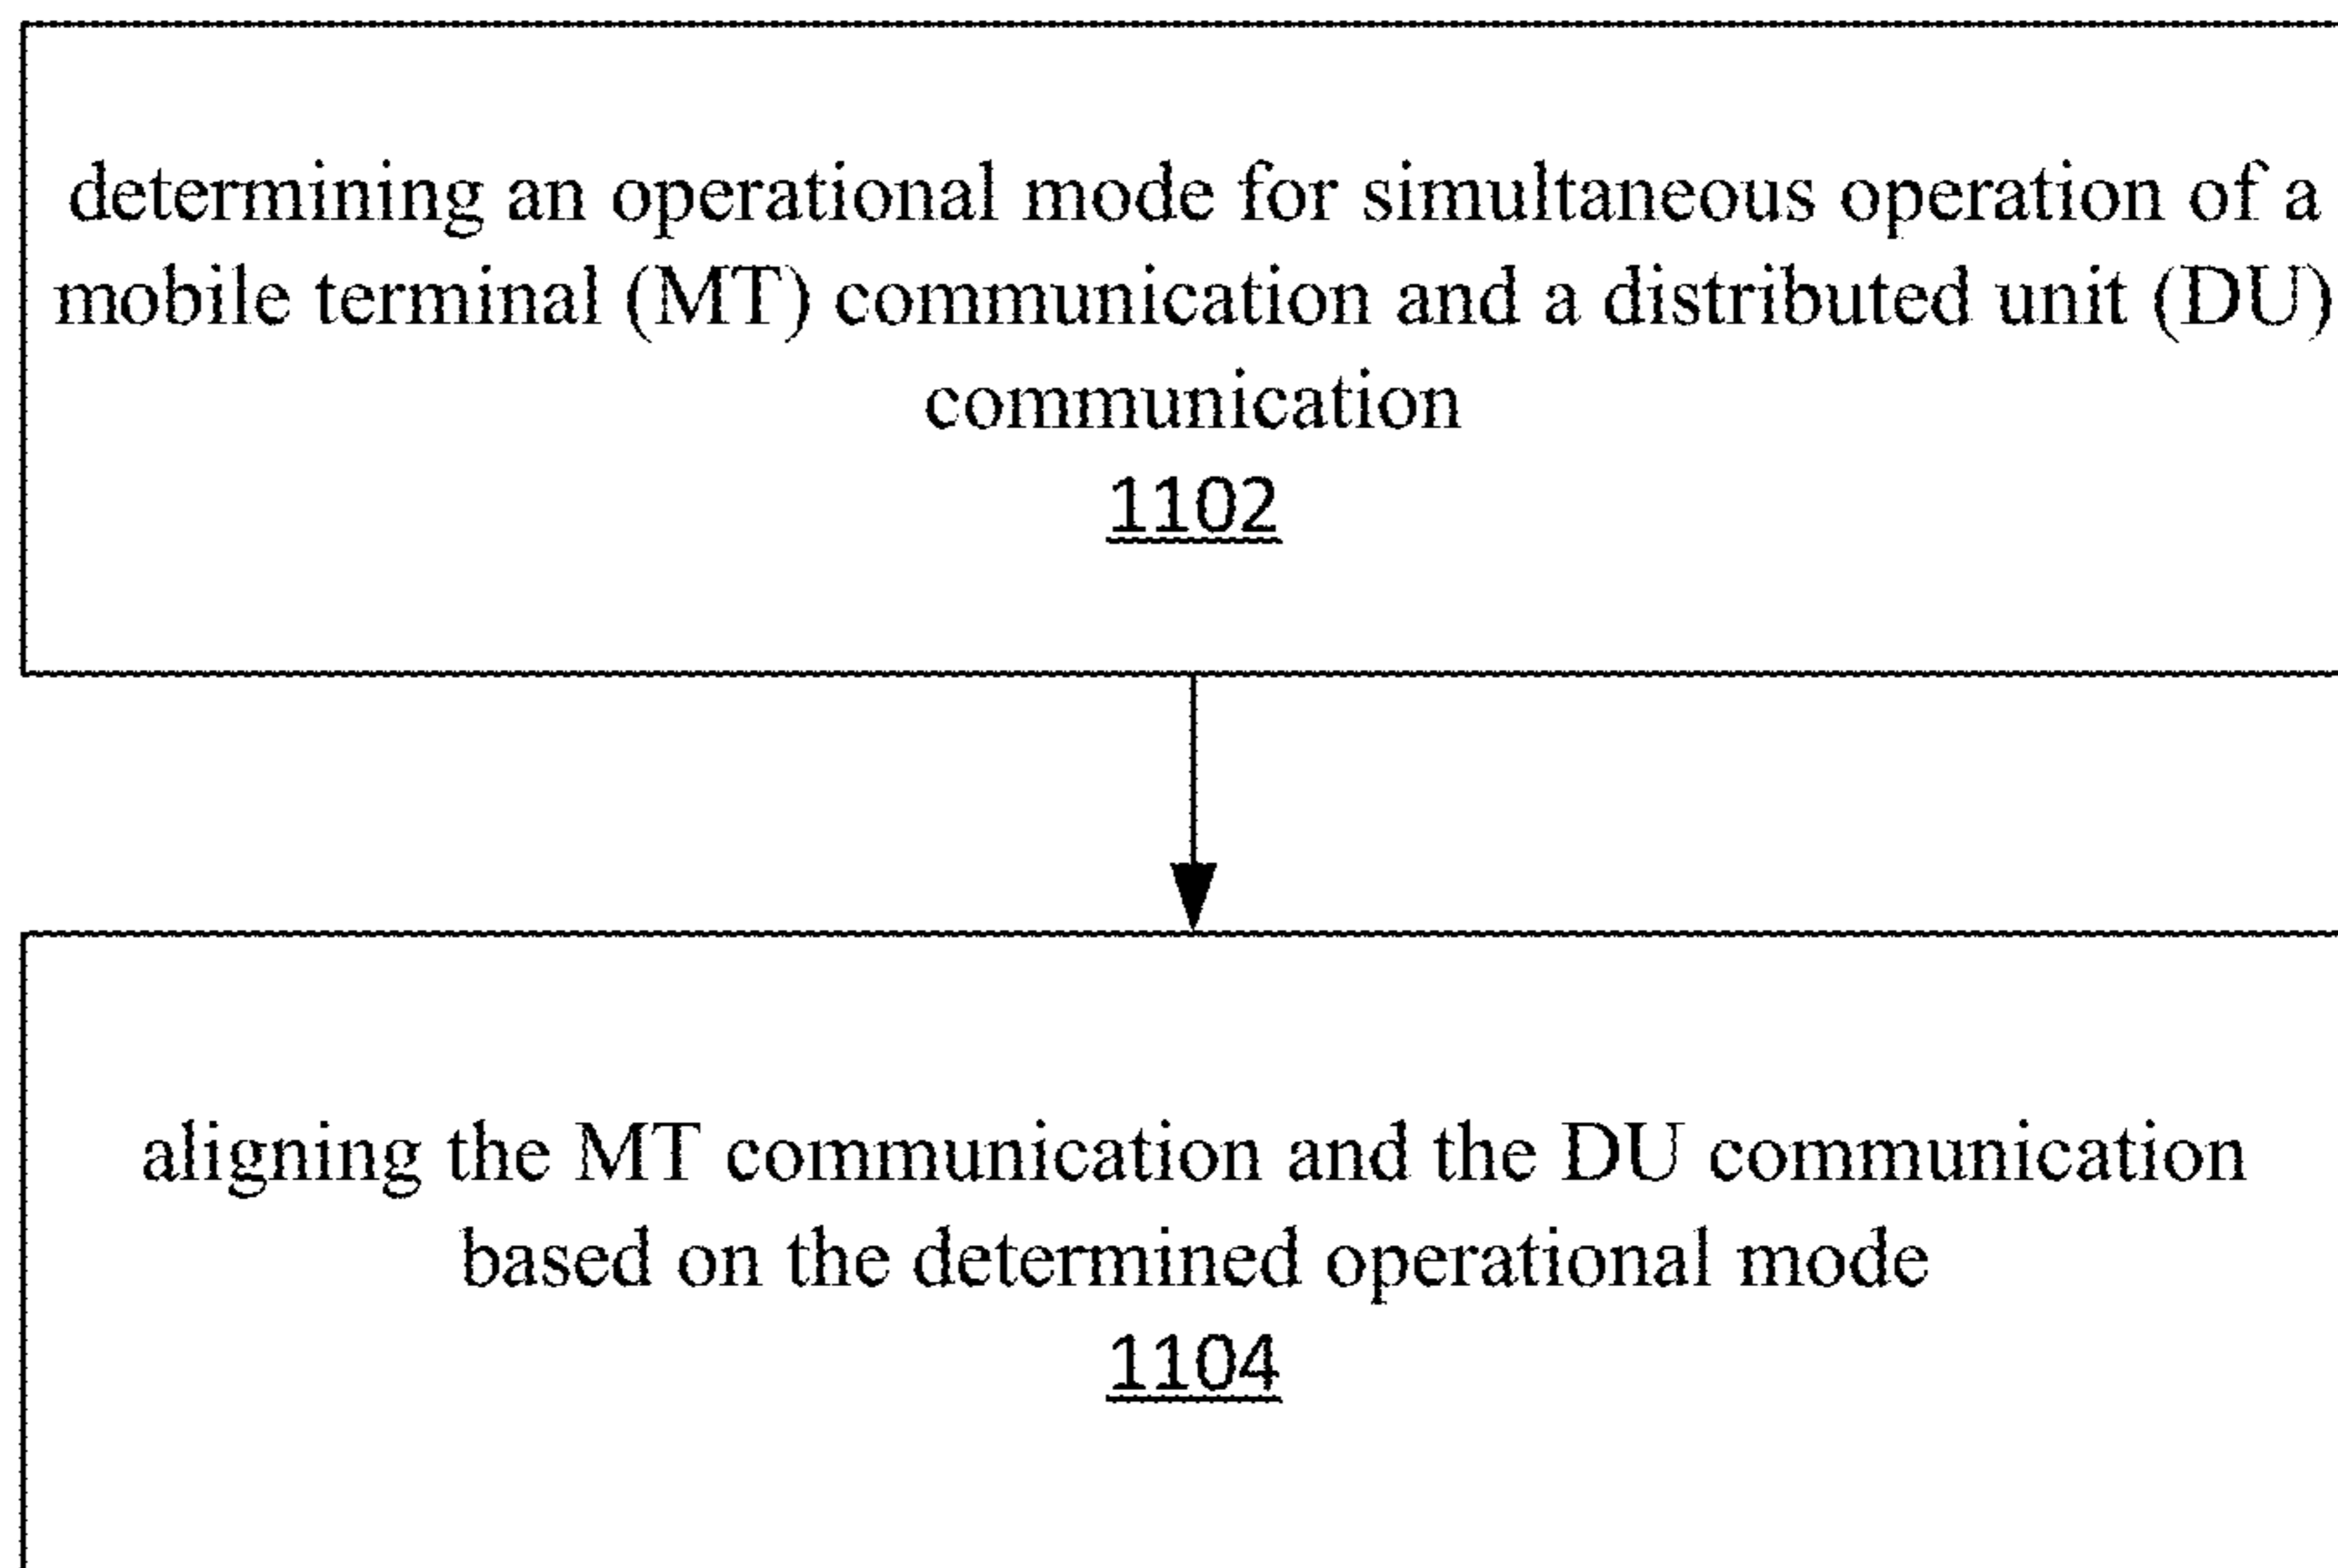 determining an operational mode for simultaneous operation of a
mobile terminal (MT) communication and a distributed unit (DU)
communication
1102
aligning the MT communication and the DU communication
based on the determined operational mode
1104